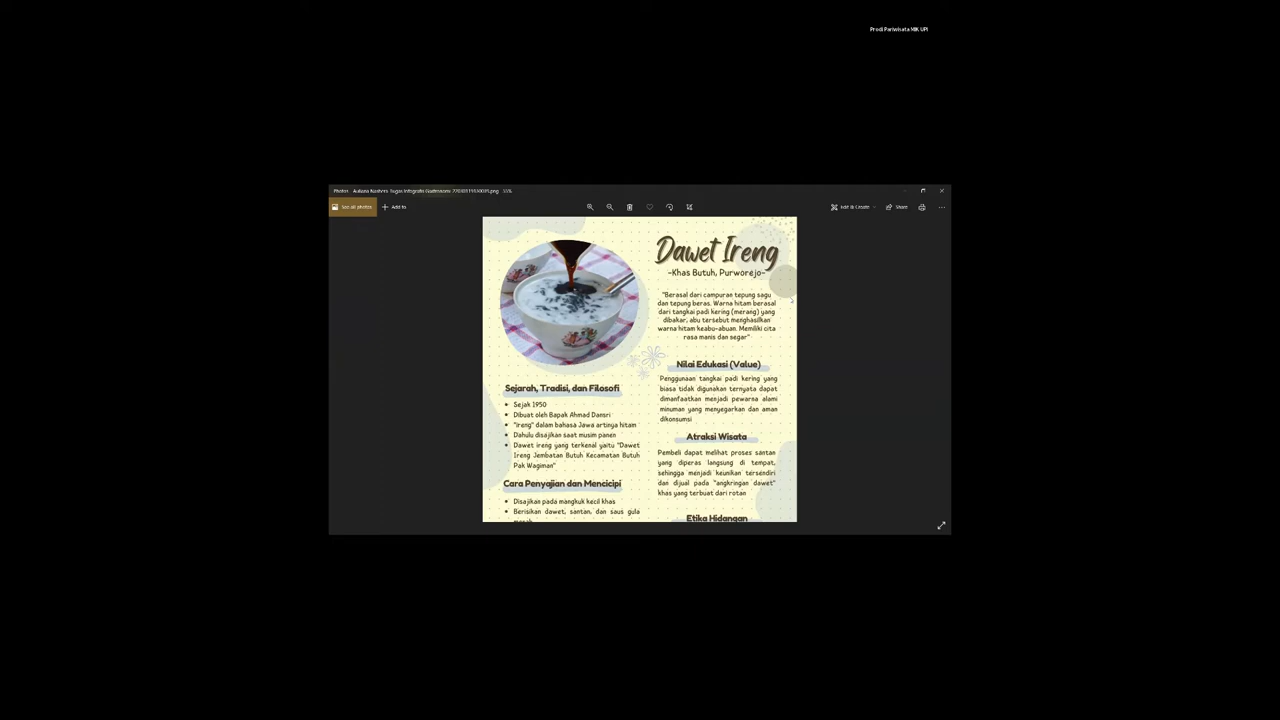 Prodi Pariwisata MIK UPI
Photos - Auliana Nashera_Tugas Infografis Gastronomi
See all photos
Add to
Edit & Create
Share
Dawet Ireng
-Khas Butuh, Purworejo-
"Berasal dari campuran tepung sagu
dan tepung beras. Warna hitam berasal
dari tangkai padi kering (merang) yang
dibakar, abu tersebut menghasilkan
warna hitam keabu-abuan. Memiliki cita
rasa manis dan segar"
Sejarah, Tradisi, dan Filosofi
Sejak 1950
Dibuat oleh Bapak Ahmad Dansri
"Ireng" dalam bahasa Jawa artinya hitam
Dahulu disajikan saat musim panen
Dawet ireng yang terkenal yaitu "Dawet
Ireng Jembatan Butuh Kecamatan Butuh
Pak Wagiman"
Cara Penyajian dan Mencicipi
Disajikan pada mangkuk kecil khas
Berisikan dawet, santan, dan saus gula
merah
Nilai Edukasi (Value)
Penggunaan tangkai padi kering yang
biasa tidak digunakan ternyata dapat
dimanfaatkan menjadi pewarna alami
minuman yang menyegarkan dan aman
dikonsumsi
Atraksi Wisata
Pembeli dapat melihat proses santan
yang diperas langsung di tempat,
sehingga menjadi keunikan tersendiri
dan dijual pada "angkringan dawet"
khas yang terbuat dari rotan
Etika Hidangan